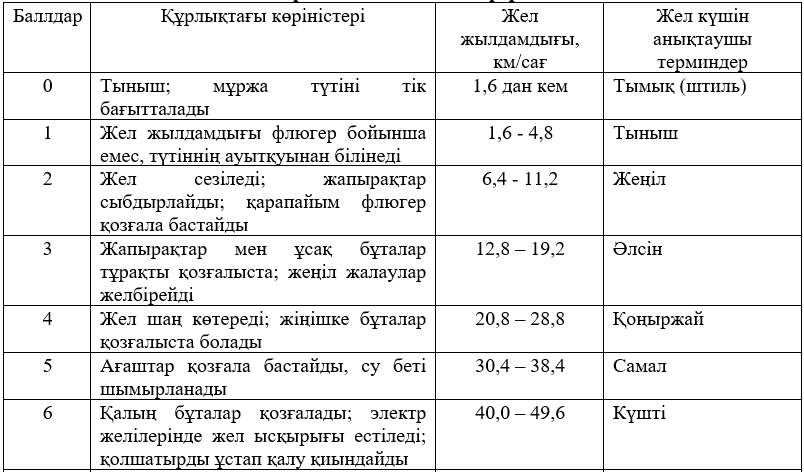 Баллдар Құрлықтағы көріністері Жел жылдамдығы, км/сағ Жел күшін анықтаушы терминдер
0 Тыныш; мұржа түтіні тік бағытталады 1,6 дан кем Тымық (штиль)
1 Жел жылдамдығы флюгер бойынша емес, түтіннің ауытқуынан білінеді 1,6 - 4,8 Тыныш
2 Жел сезіледі; жапырақтар сыбдырлайды; қарапайым флюгер қозғала бастайды 6,4 - 11,2 Жеңіл
3 Жапырақтар мен ұсақ бұталар тұрақты қозғалыста; жеңіл жалаулар желбірейді 12,8 – 19,2 Әлсін
4 Жел шаң көтереді; жіңішке бұталар қозғалыста болады 20,8 – 28,8 Қоңыржай
5 Ағаштар қозғала бастайды, су беті шымырланады 30,4 – 38,4 Самал
6 Қалың бұталар қозғалады; электр желілерінде жел ысқырығы естіледі; қолшатырды ұстап қалу қиындайды 40,0 – 49,6 Күшті